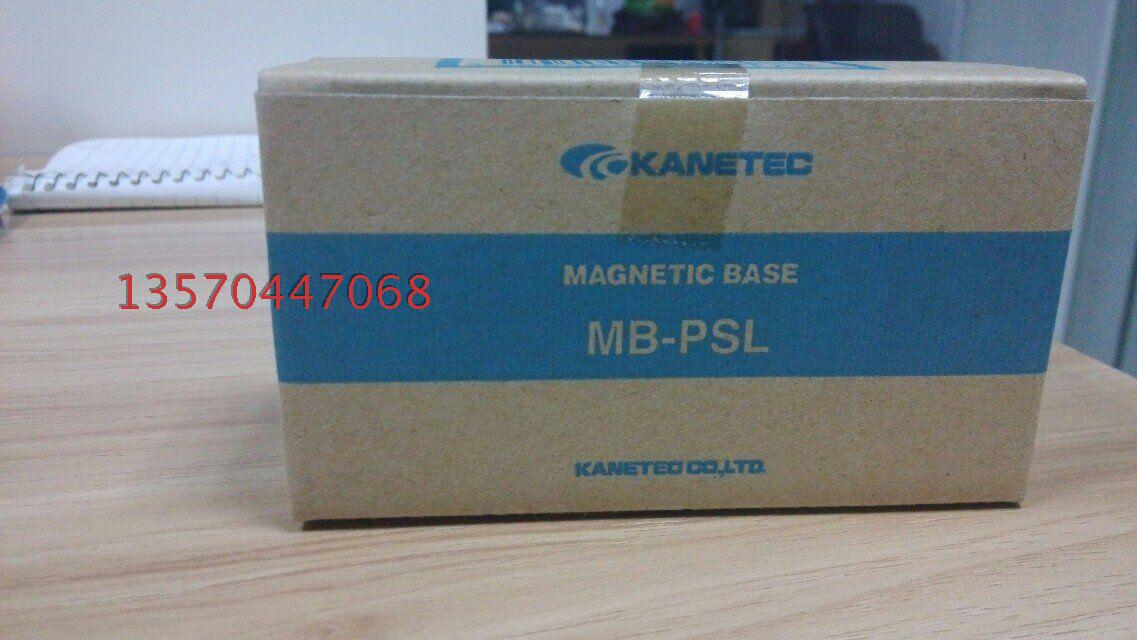 KANETEC
MAGNETIC BASE
13570447068
MB-PSL
KANETEC CO.,LTD.